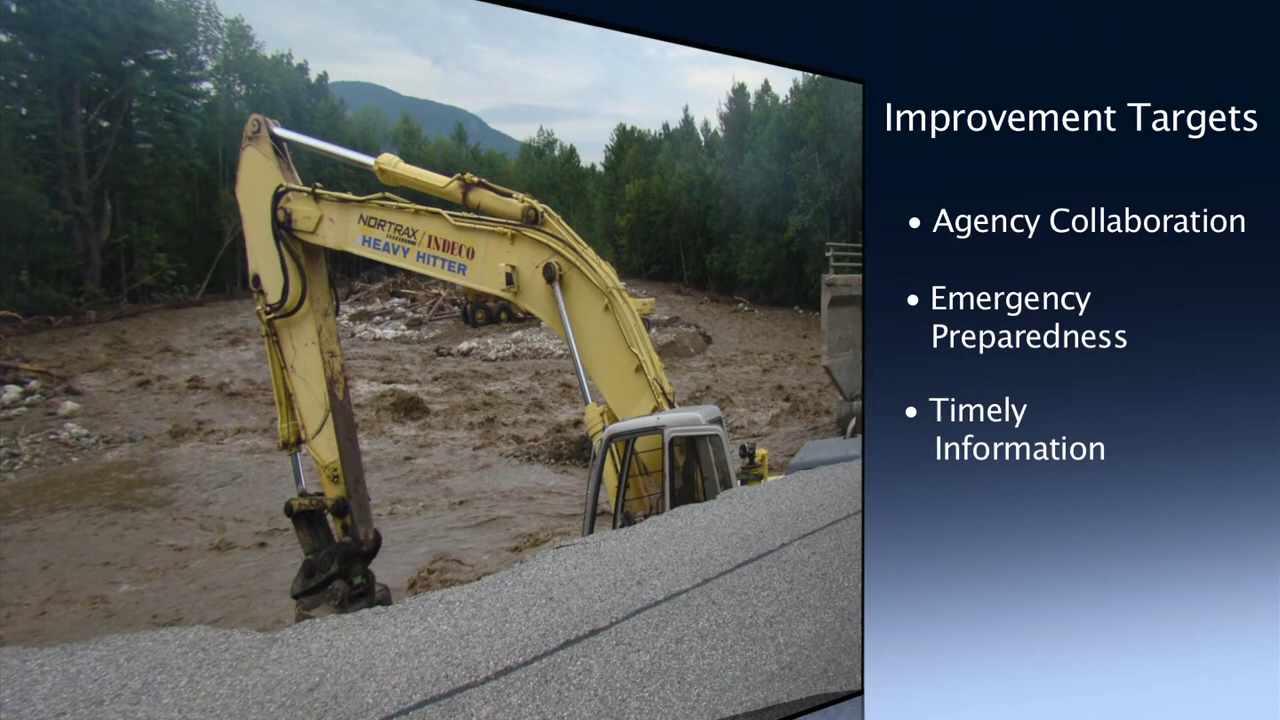 Improvement Targets
• Agency Collaboration
• Emergency
Preparedness
• Timely
Information
NORTRAX/INDECO
HEAVY HITTER